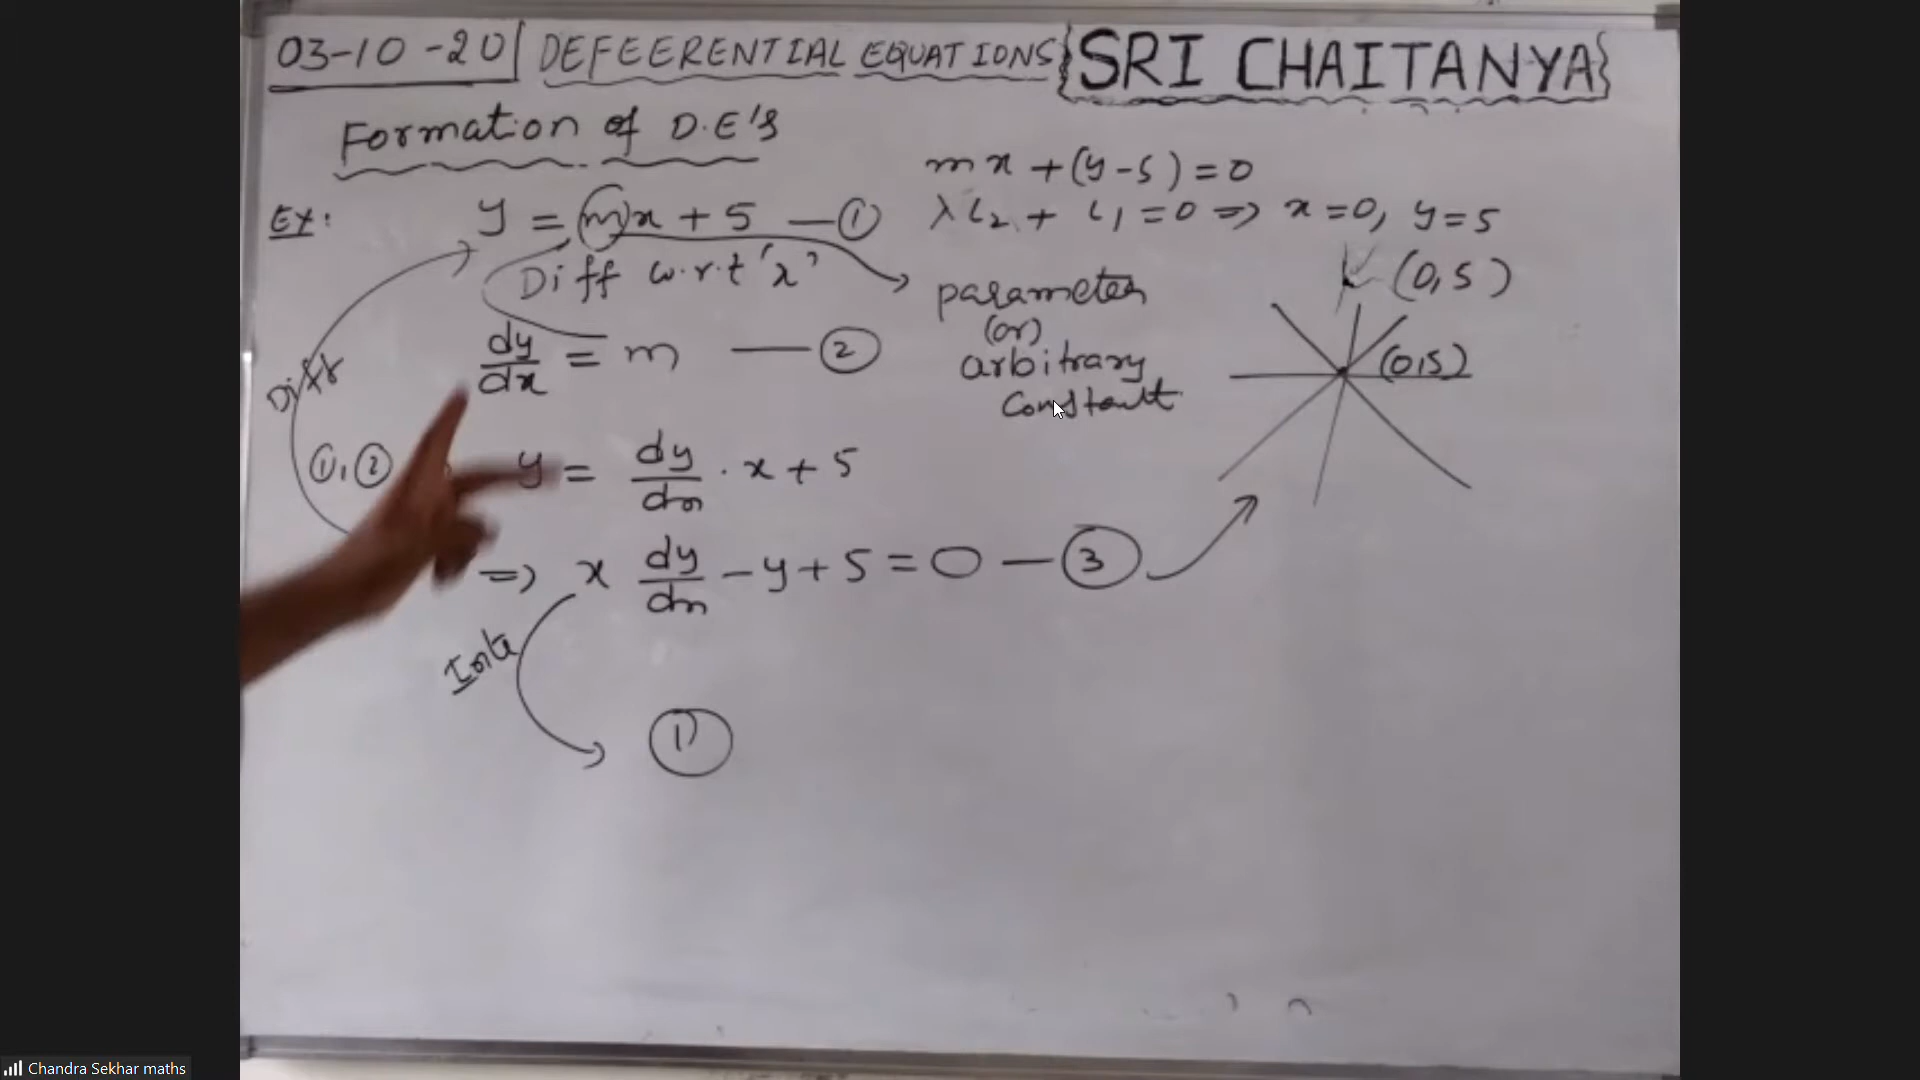 03-10-20 | DEFEERENTIAL EQUATIONS {SRI CHAITANYA}
Formation of D.E's
mx + (y-5) = 0
Ex: y = mx + 5 — ①
λL₂ + L₁ = 0 => x=0, y=5
Diff w.r.t 'x'
parameter
(or)
arbitrary
constant
(0,5)
(0,5)
dy/dx = m — ②
Diff
①, ② y = dy/dx . x + 5
=> x dy/dx - y + 5 = 0 — ③
Inte
①
Chandra Sekhar maths